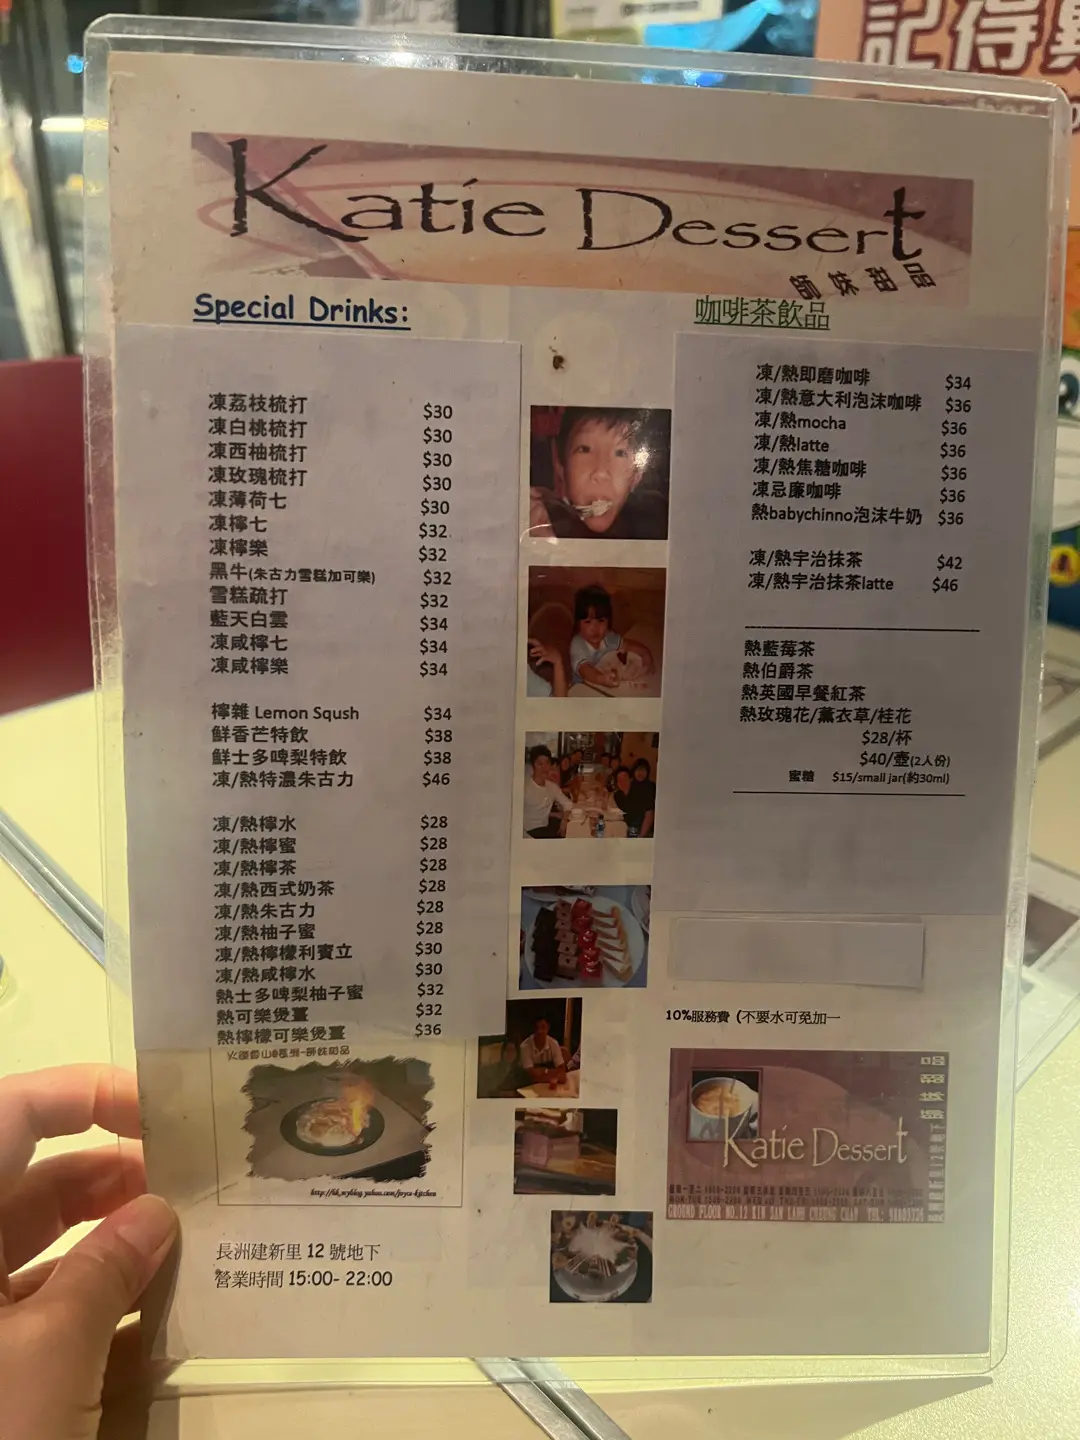 記得
Katie Dessert
師妹甜品
Special Drinks:
凍荔枝梳打 $30
凍白桃梳打 $30
凍西柚梳打 $30
凍玫瑰梳打 $30
凍薄荷七 $30
凍檸七 $32
凍檸樂 $32
黑牛(朱古力雪糕加可樂) $32
雪糕疏打 $32
藍天白雲 $34
凍咸檸七 $34
凍咸檸樂 $34
檸雜 Lemon Sqush $34
鮮香芒特飲 $38
鮮士多啤梨特飲 $38
凍/熱特濃朱古力 $46
凍/熱檸水 $28
凍/熱檸蜜 $28
凍/熱檸茶 $28
凍/熱西式奶茶 $28
凍/熱朱古力 $28
凍/熱柚子蜜 $28
凍/熱檸檬利賓立 $30
凍/熱咸檸水 $30
熱士多啤梨柚子蜜 $32
熱可樂煲薑 $32
熱檸檬可樂煲薑 $36
咖啡茶飲品
凍/熱即磨咖啡 $34
凍/熱意大利泡沫咖啡 $36
凍/熱mocha $36
凍/熱latte $36
凍/熱焦糖咖啡 $36
凍忌廉咖啡 $36
熱babychinno泡沫牛奶 $36
凍/熱宇治抹茶 $42
凍/熱宇治抹茶latte $46
熱藍莓茶
熱伯爵茶
熱英國早餐紅茶
熱玫瑰花/薰衣草/桂花
$28/杯
$40/壺(2人份)
蜜糖 $15/small jar(約30ml)
10%服務費 (不要水可免加一
Katie Dessert
長洲建新里 12 號地下
營業時間 15:00- 22:00